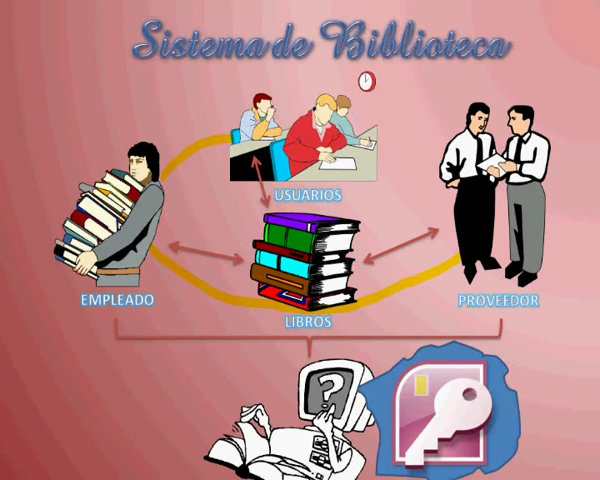 Sistema de Biblioteca
USUARIOS
EMPLEADO
LIBROS
PROVEEDOR
?